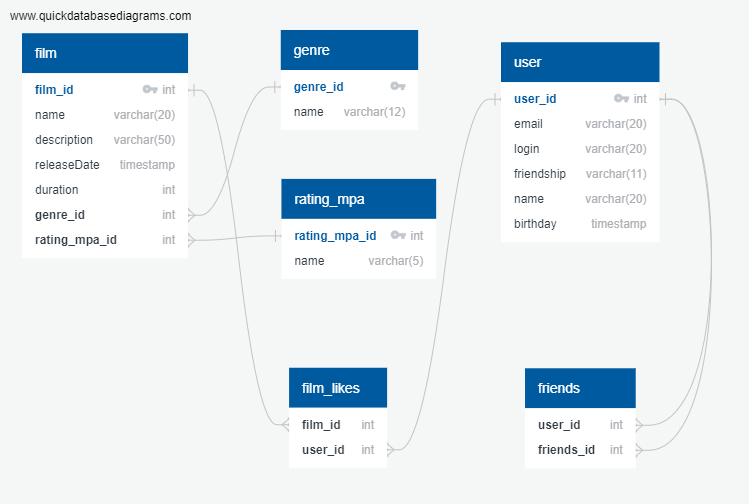 www.quickdatabasediagrams.com
film
film_id int
name varchar(20)
description varchar(50)
releaseDate timestamp
duration int
genre_id int
rating_mpa_id int
genre
genre_id
name varchar(12)
rating_mpa
rating_mpa_id int
name varchar(5)
user
user_id int
email varchar(20)
login varchar(20)
friendship varchar(11)
name varchar(20)
birthday timestamp
film_likes
film_id int
user_id int
friends
user_id int
friends_id int